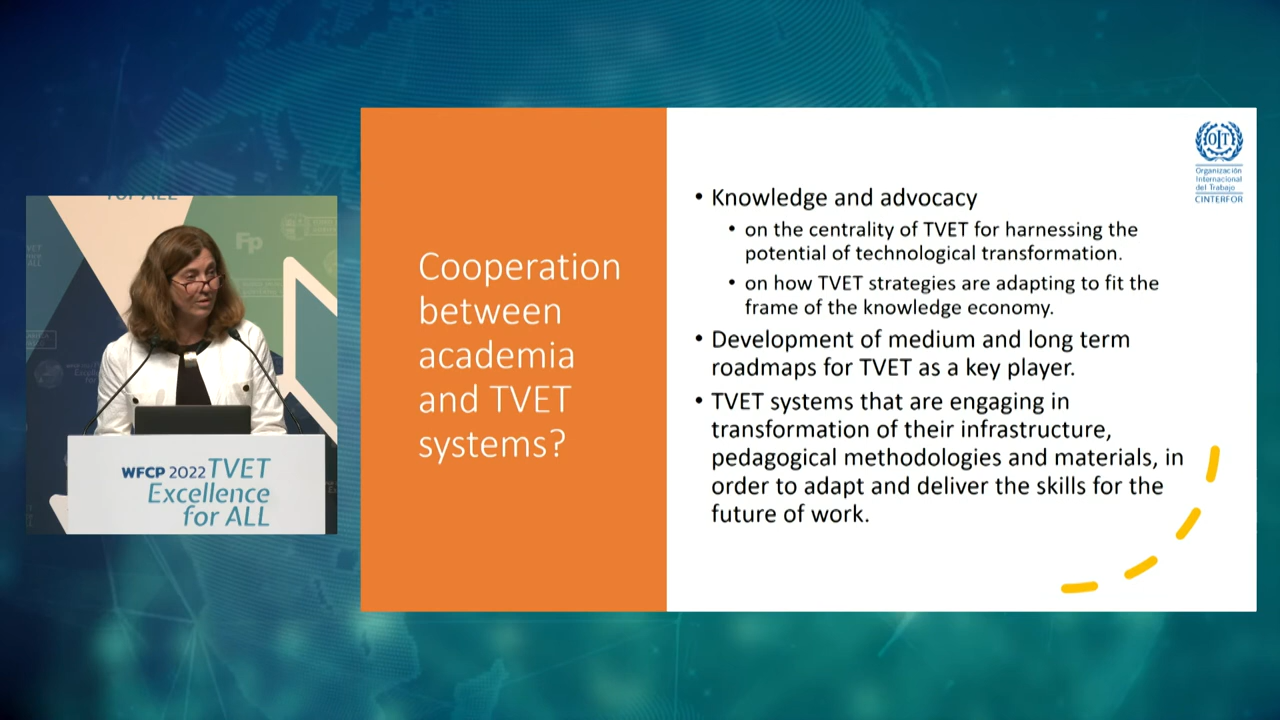 for ALL
Fp
WFCP 2022 TVET
Excellence
for ALL
Cooperation
between
academia
and TVET
systems?
• Knowledge and advocacy
• on the centrality of TVET for harnessing the
potential of technological transformation.
• on how TVET strategies are adapting to fit the
frame of the knowledge economy.
• Development of medium and long term
roadmaps for TVET as a key player.
• TVET systems that are engaging in
transformation of their infrastructure,
pedagogical methodologies and materials, in
order to adapt and deliver the skills for the
future of work.
OIT
Organización
Internacional
del Trabajo
CINTERFOR